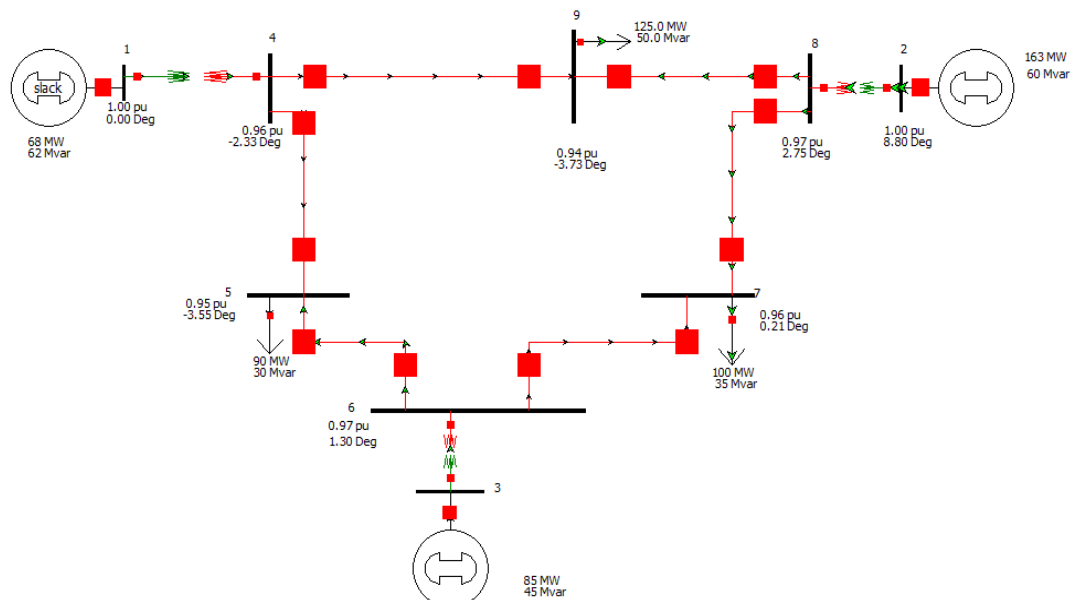 9
125.0 MW
50.0 Mvar
1
4
8
2
163 MW
60 Mvar
slack
1.00 pu
0.00 Deg
68 MW
62 Mvar
0.96 pu
-2.33 Deg
0.94 pu
-3.73 Deg
0.97 pu
2.75 Deg
1.00 pu
8.80 Deg
5
0.95 pu
-3.55 Deg
90 MW
30 Mvar
7
0.96 pu
0.21 Deg
100 MW
35 Mvar
6
0.97 pu
1.30 Deg
3
85 MW
45 Mvar